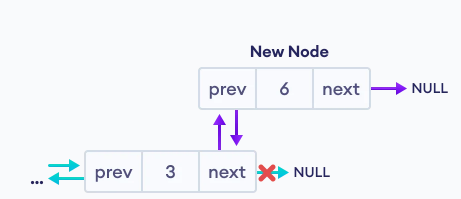 New Node
prev 6 next NULL
... prev 3 next NULL